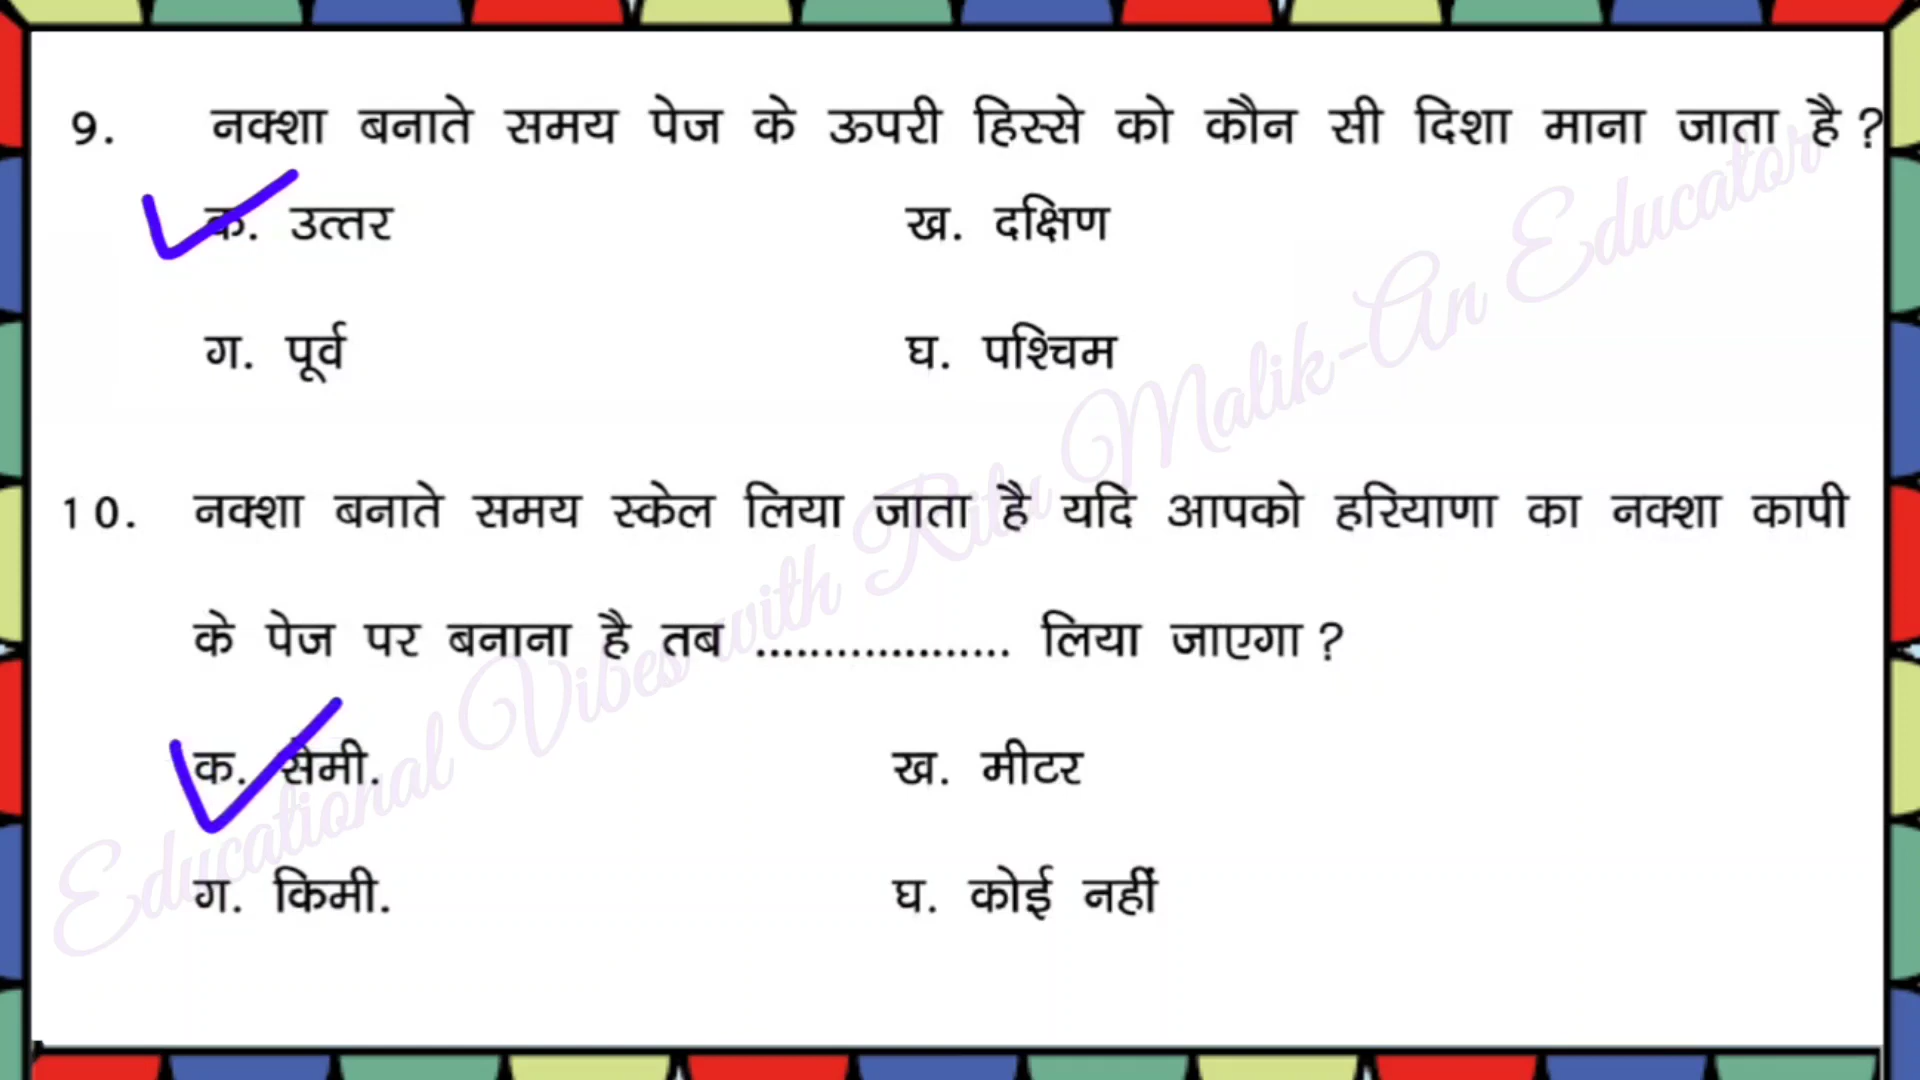 9. नक्शा बनाते समय पेज के ऊपरी हिस्से को कौन सी दिशा माना जाता है ?
क. उत्तर ख. दक्षिण
ग. पूर्व घ. पश्चिम
10. नक्शा बनाते समय स्केल लिया जाता है यदि आपको हरियाणा का नक्शा कापी
के पेज पर बनाना है तब ................... लिया जाएगा ?
क. सेमी. ख. मीटर
ग. किमी. घ. कोई नहीं
Educational Vibes with Ritu Malik-An Educator